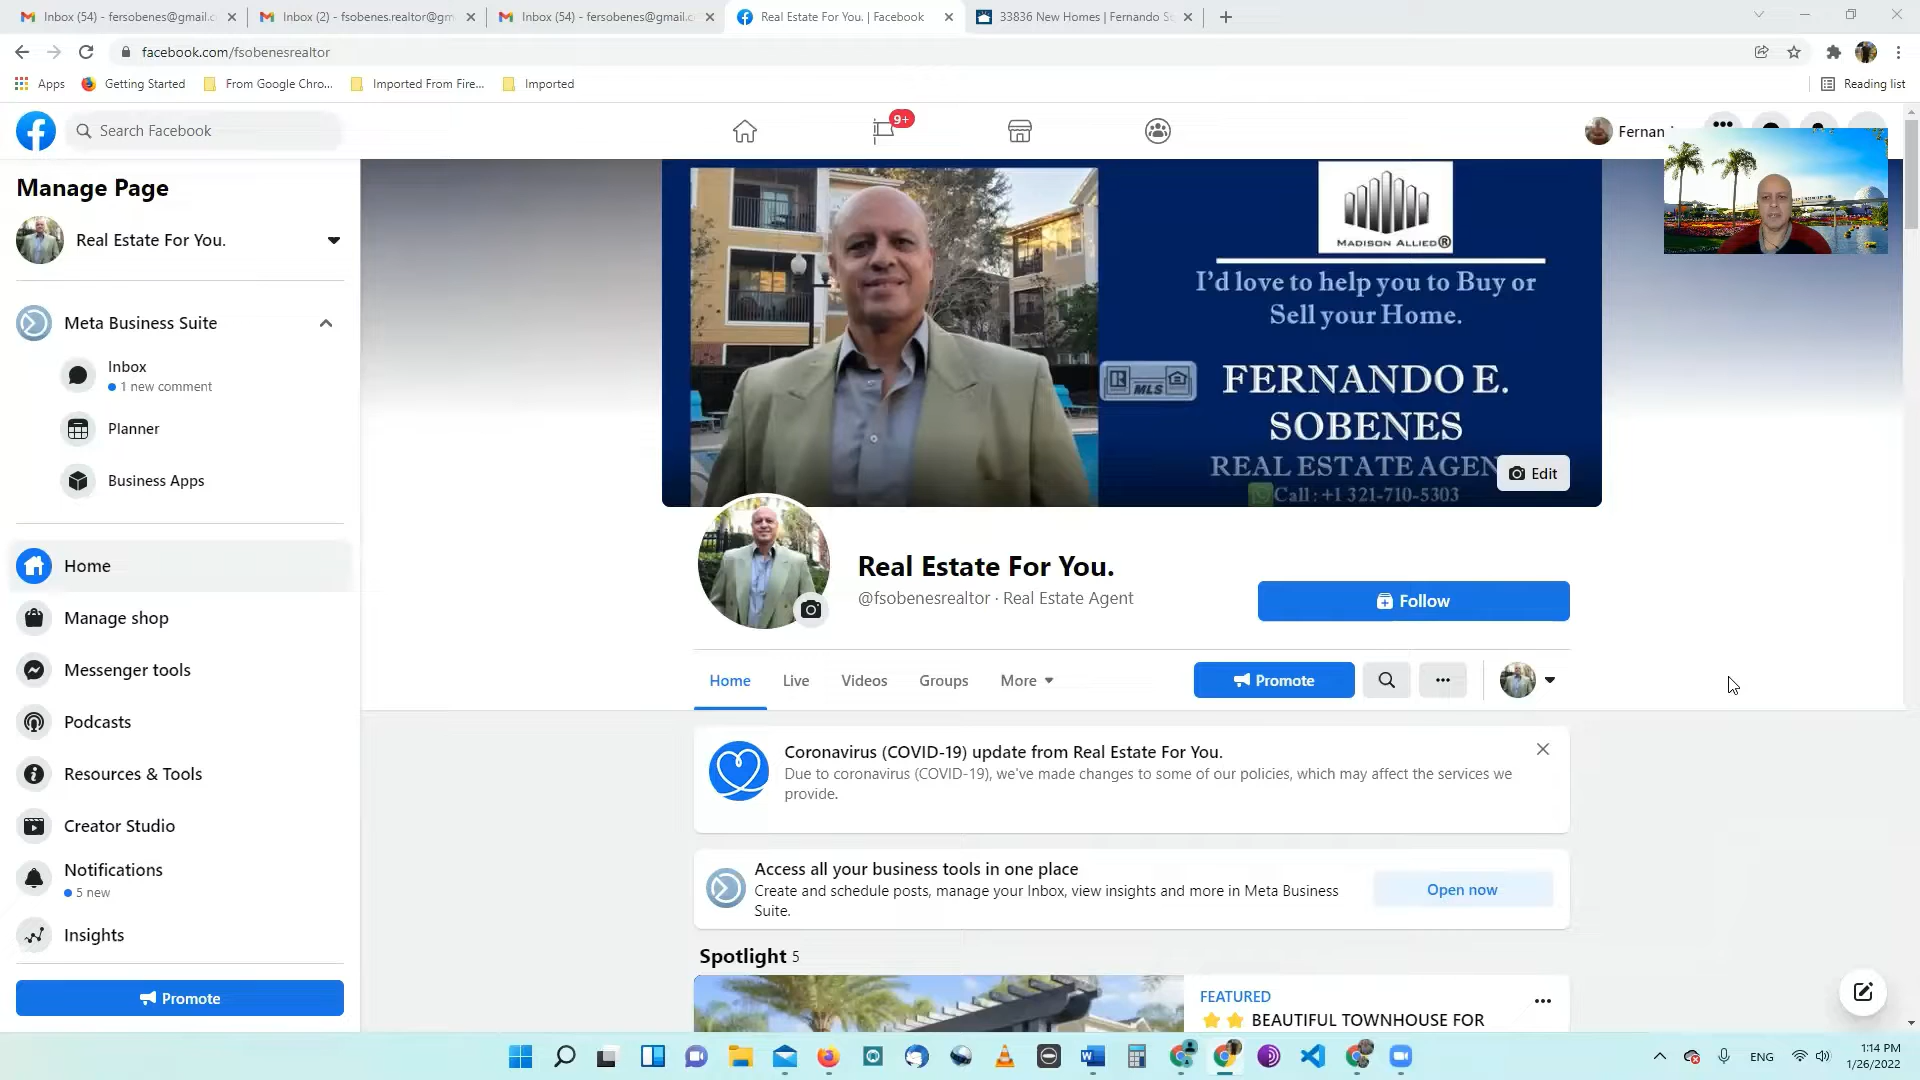 Inbox (54) - fersobenes@gmail.c
Inbox (2) - fsobenes.realtor@gm
Inbox (54) - fersobenes@gmail.c
Real Estate For You. | Facebook
33836 New Homes | Fernando S
facebook.com/fsobenesrealtor
Apps
Getting Started
From Google Chro...
Imported From Fire...
Imported
Reading list
Search Facebook
9+
Fernan
Manage Page
Real Estate For You.
Meta Business Suite
Inbox
1 new comment
Planner
Business Apps
Home
Manage shop
Messenger tools
Podcasts
Resources & Tools
Creator Studio
Notifications
5 new
Insights
Promote
MADISON ALLIED®
I'd love to help you to Buy or
Sell your Home.
R MLS
FERNANDO E.
SOBENES
REAL ESTATE AGEN
Call : +1 321-710-5303
Edit
Real Estate For You.
@fsobenesrealtor · Real Estate Agent
Follow
Home
Live
Videos
Groups
More
Promote
Coronavirus (COVID-19) update from Real Estate For You.
Due to coronavirus (COVID-19), we've made changes to some of our policies, which may affect the services we
provide.
Access all your business tools in one place
Create and schedule posts, manage your Inbox, view insights and more in Meta Business
Suite.
Open now
Spotlight 5
FEATURED
BEAUTIFUL TOWNHOUSE FOR
ENG
1:14 PM
1/26/2022